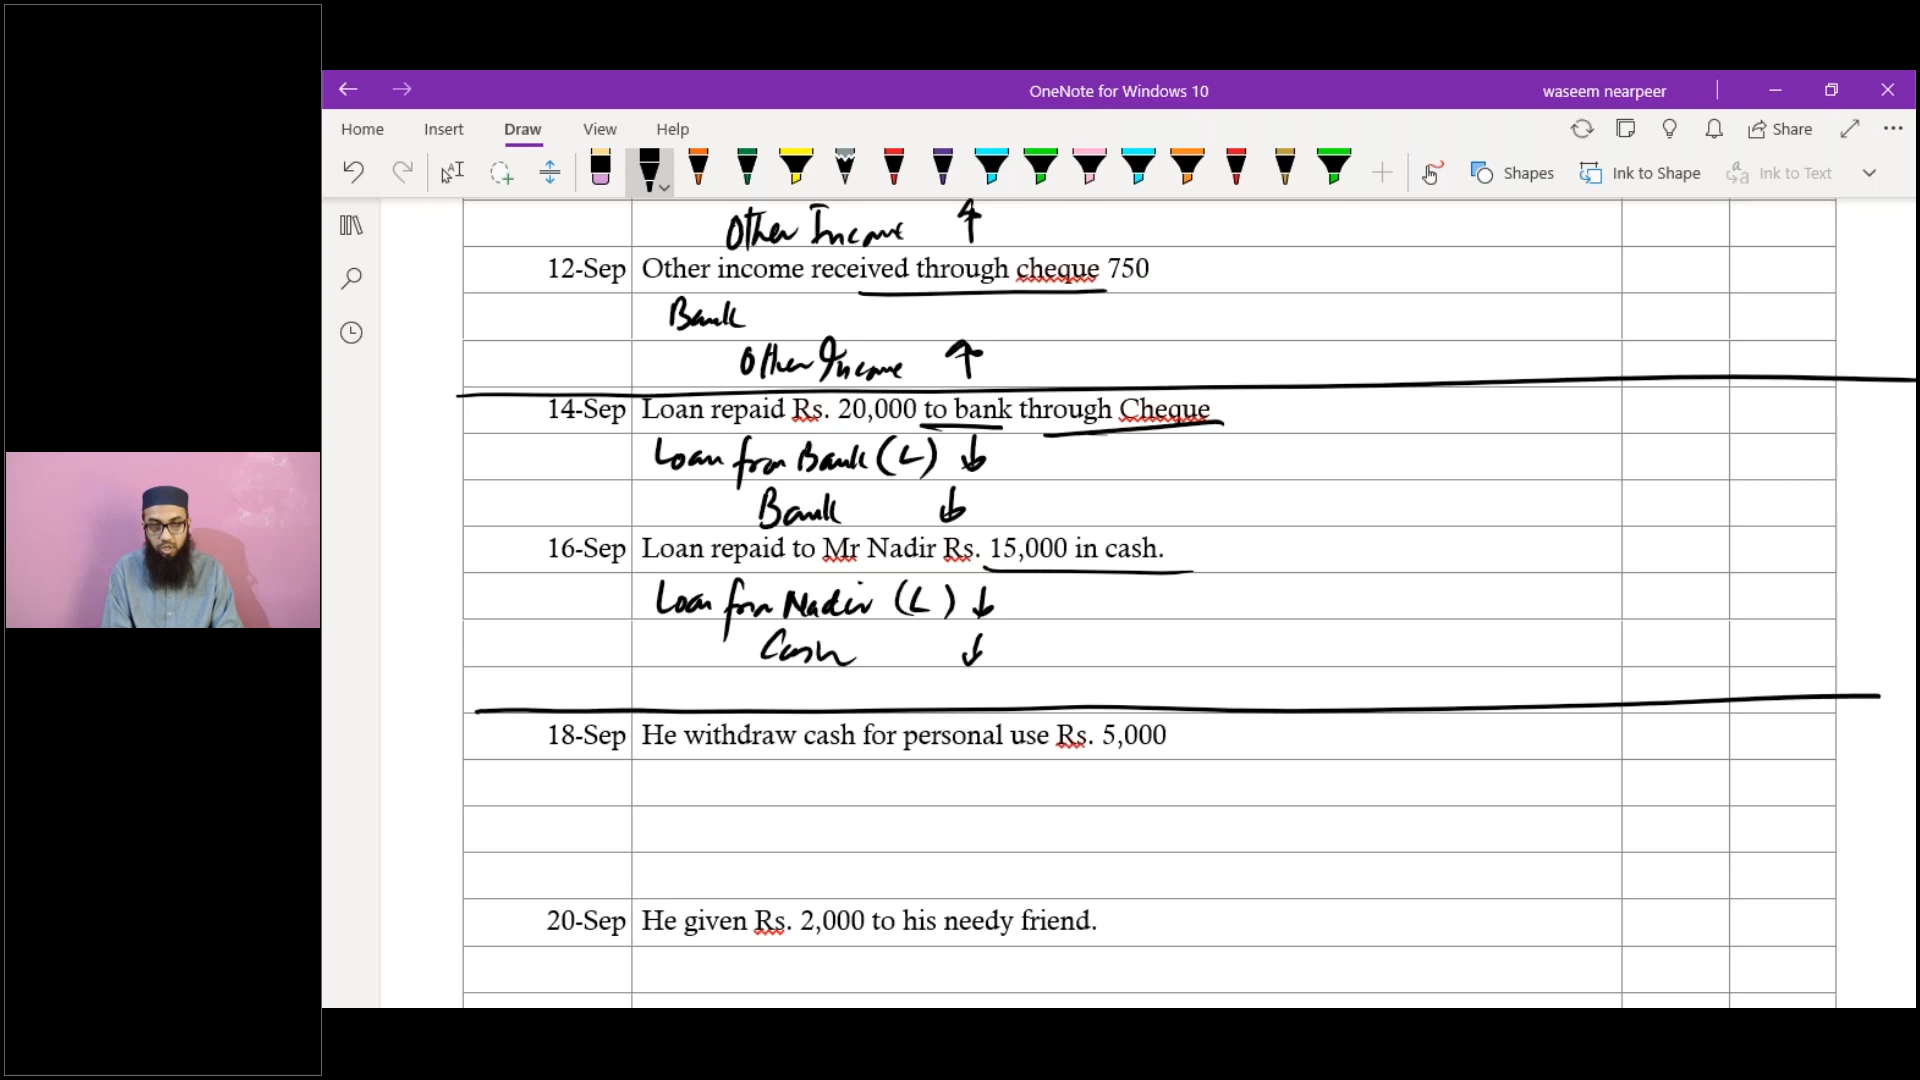 OneNote for Windows 10
waseem nearpeer
Home Insert Draw View Help
Share
Shapes Ink to Shape Ink to Text
Other Income ↑
12-Sep Other income received through cheque 750
Bank
Other Income ↑
14-Sep Loan repaid Rs. 20,000 to bank through Cheque
Loan from Bank (L) ↓
Bank ↓
16-Sep Loan repaid to Mr Nadir Rs. 15,000 in cash.
Loan from Nadir (L) ↓
Cash ↓
18-Sep He withdraw cash for personal use Rs. 5,000
20-Sep He given Rs. 2,000 to his needy friend.